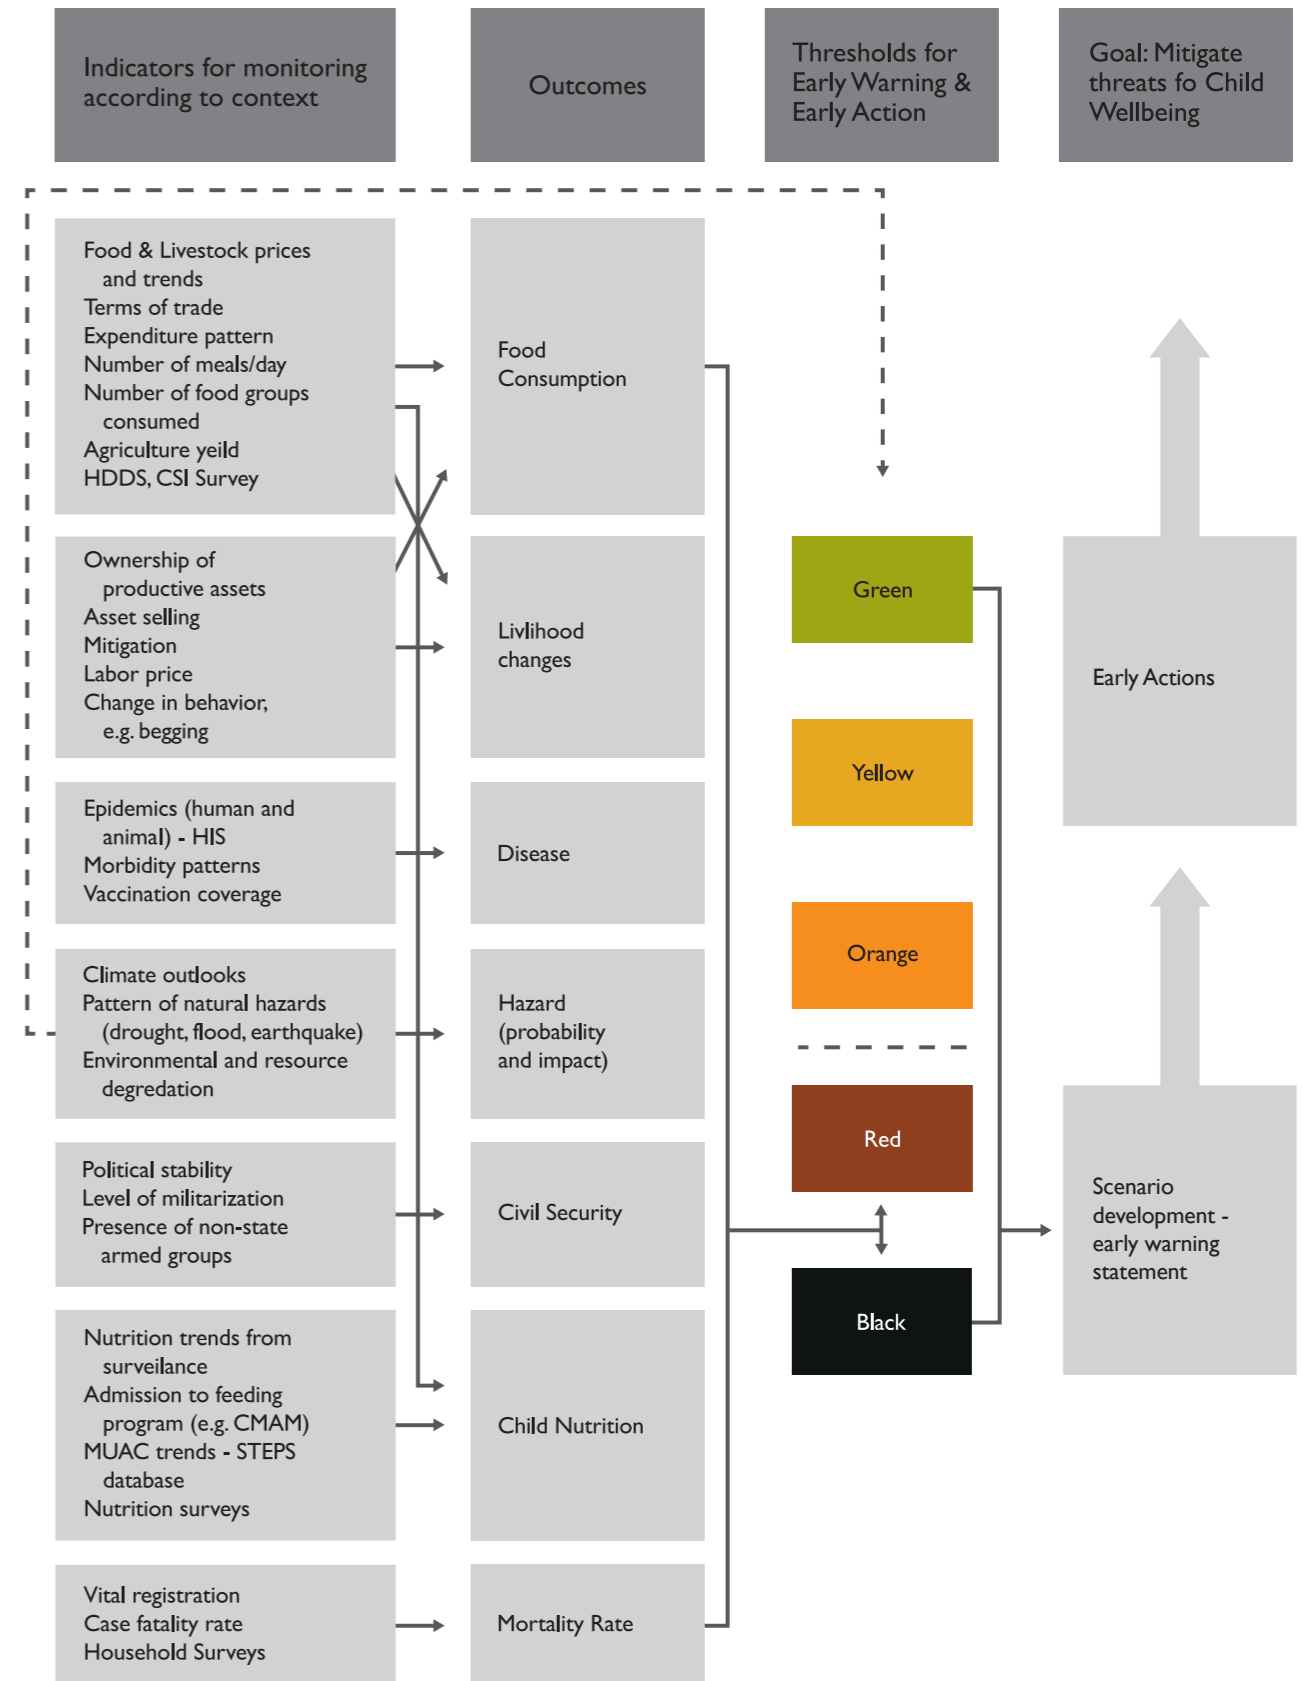 Indicators for monitoring
according to context
Outcomes
Thresholds for
Early Warning &
Early Action
Goal: Mitigate
threats fo Child
Wellbeing
Food & Livestock prices
and trends
Terms of trade
Expenditure pattern
Number of meals/day
Number of food groups
consumed
Agriculture yeild
HDDS, CSI Survey
Food
Consumption
Ownership of
productive assets
Asset selling
Mitigation
Labor price
Change in behavior,
e.g. begging
Livlihood
changes
Epidemics (human and
animal) - HIS
Morbidity patterns
Vaccination coverage
Disease
Climate outlooks
Pattern of natural hazards
(drought, flood, earthquake)
Environmental and resource
degredation
Hazard
(probability
and impact)
Political stability
Level of militarization
Presence of non-state
armed groups
Civil Security
Nutrition trends from
surveilance
Admission to feeding
program (e.g. CMAM)
MUAC trends - STEPS
database
Nutrition surveys
Child Nutrition
Vital registration
Case fatality rate
Household Surveys
Mortality Rate
Green
Yellow
Orange
Red
Black
Early Actions
Scenario
development -
early warning
statement